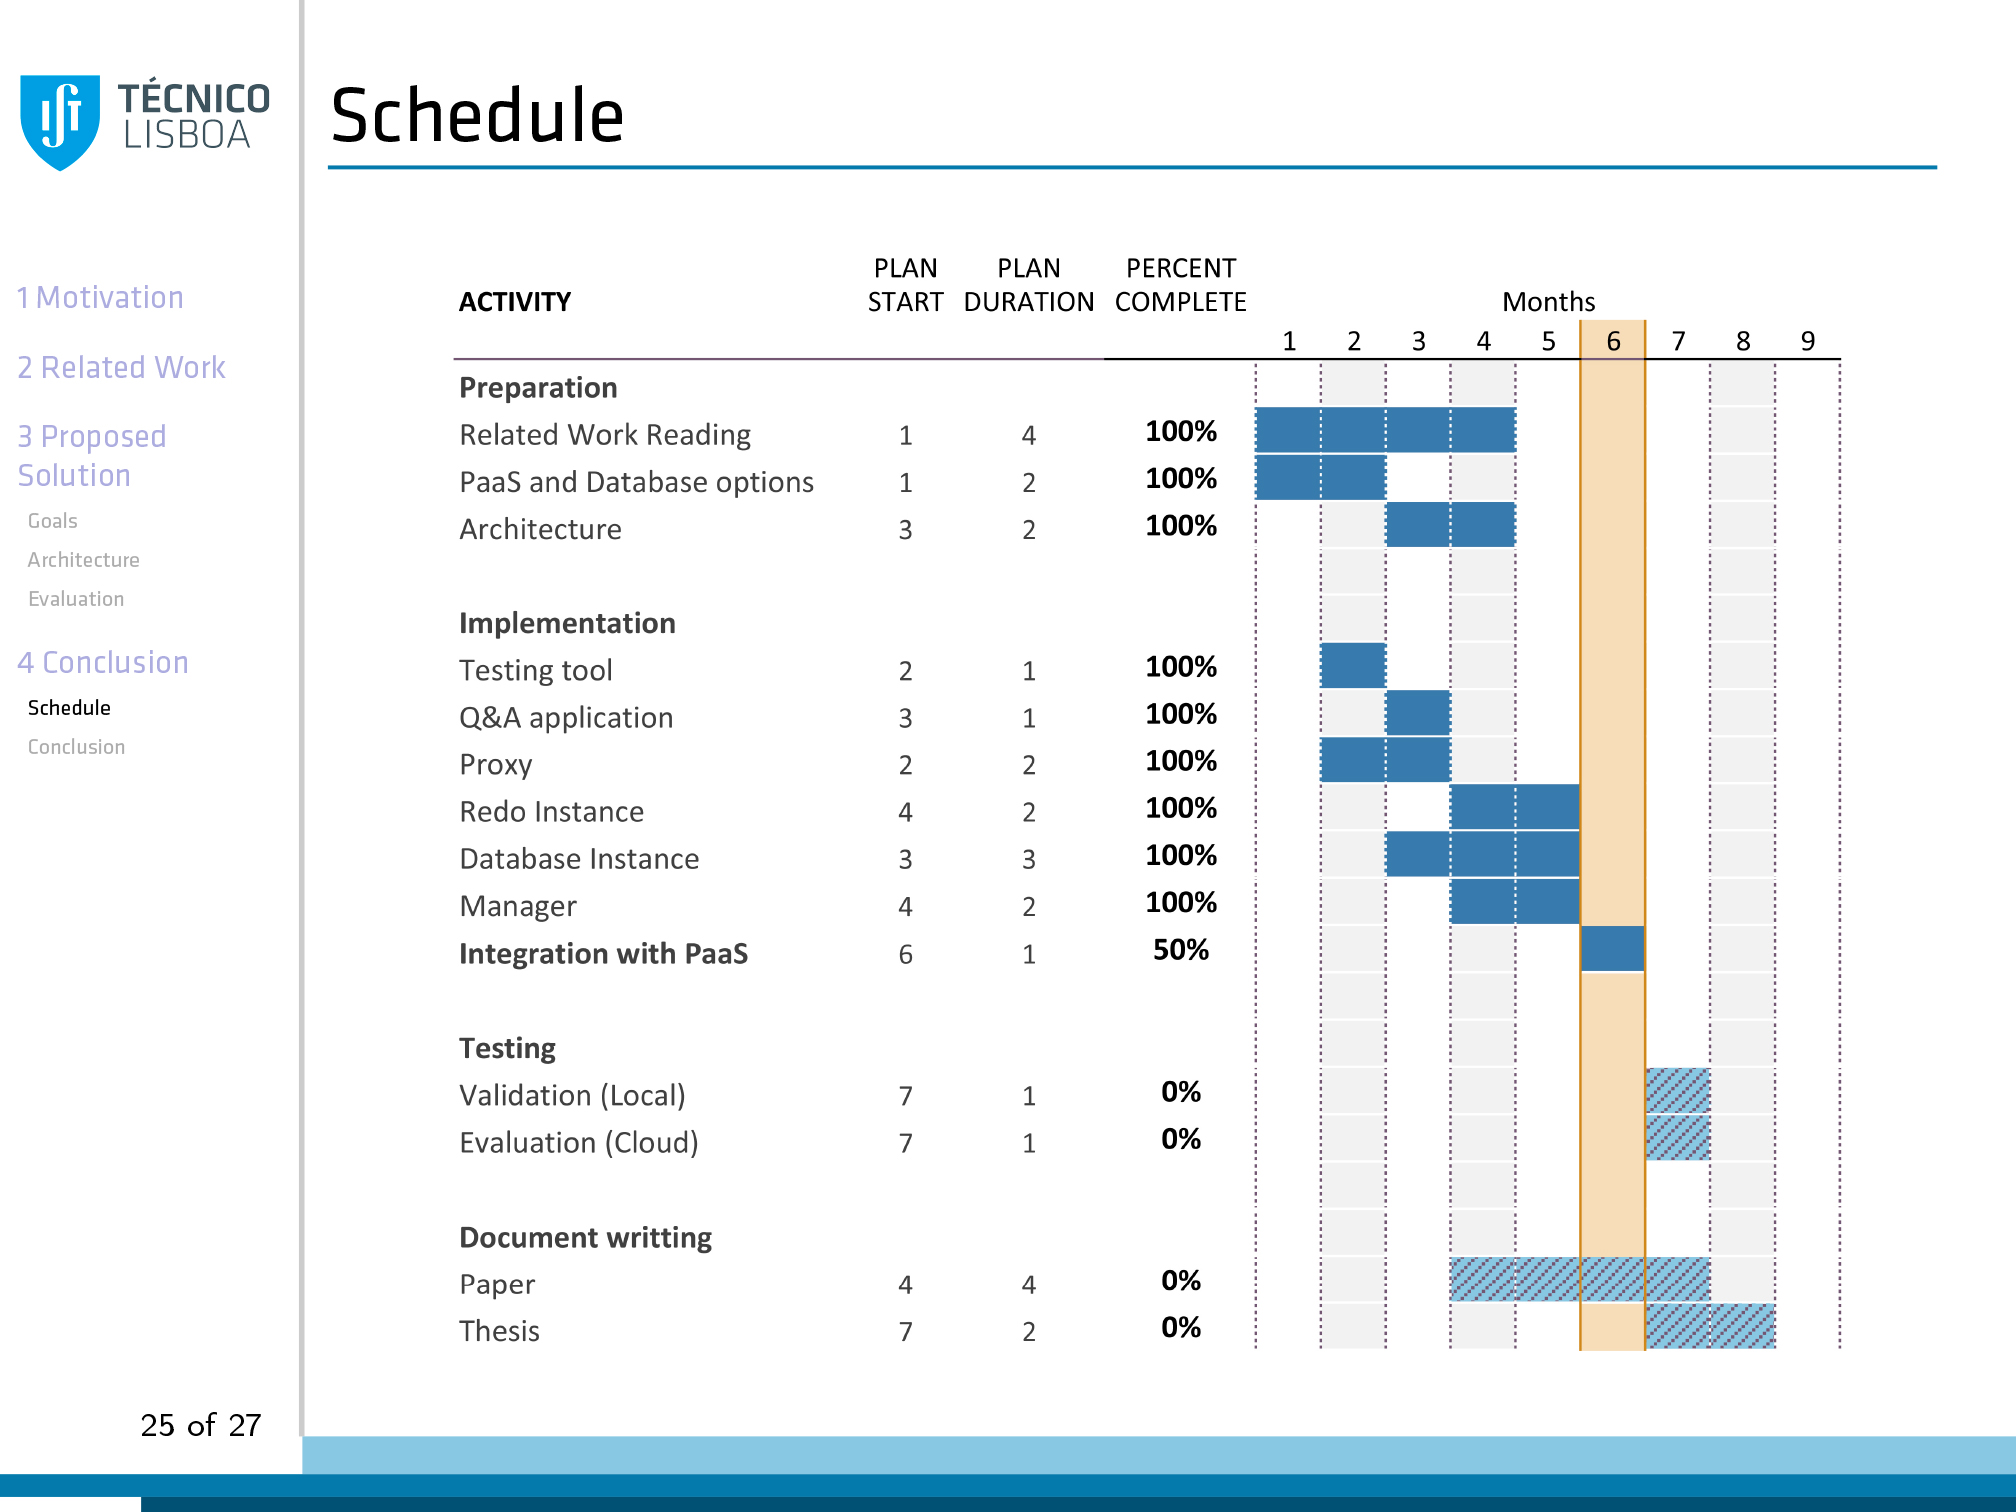 TÉCNICO
LISBOA
Schedule
1 Motivation
2 Related Work
3 Proposed
Solution
Goals
Architecture
Evaluation
4 Conclusion
Schedule
Conclusion
PLAN PLAN PERCENT
ACTIVITY START DURATION COMPLETE Months
1 2 3 4 5 6 7 8 9
Preparation
Related Work Reading 1 4 100%
PaaS and Database options 1 2 100%
Architecture 3 2 100%
Implementation
Testing tool 2 1 100%
Q&A application 3 1 100%
Proxy 2 2 100%
Redo Instance 4 2 100%
Database Instance 3 3 100%
Manager 4 2 100%
Integration with PaaS 6 1 50%
Testing
Validation (Local) 7 1 0%
Evaluation (Cloud) 7 1 0%
Document writting
Paper 4 4 0%
Thesis 7 2 0%
25 of 27